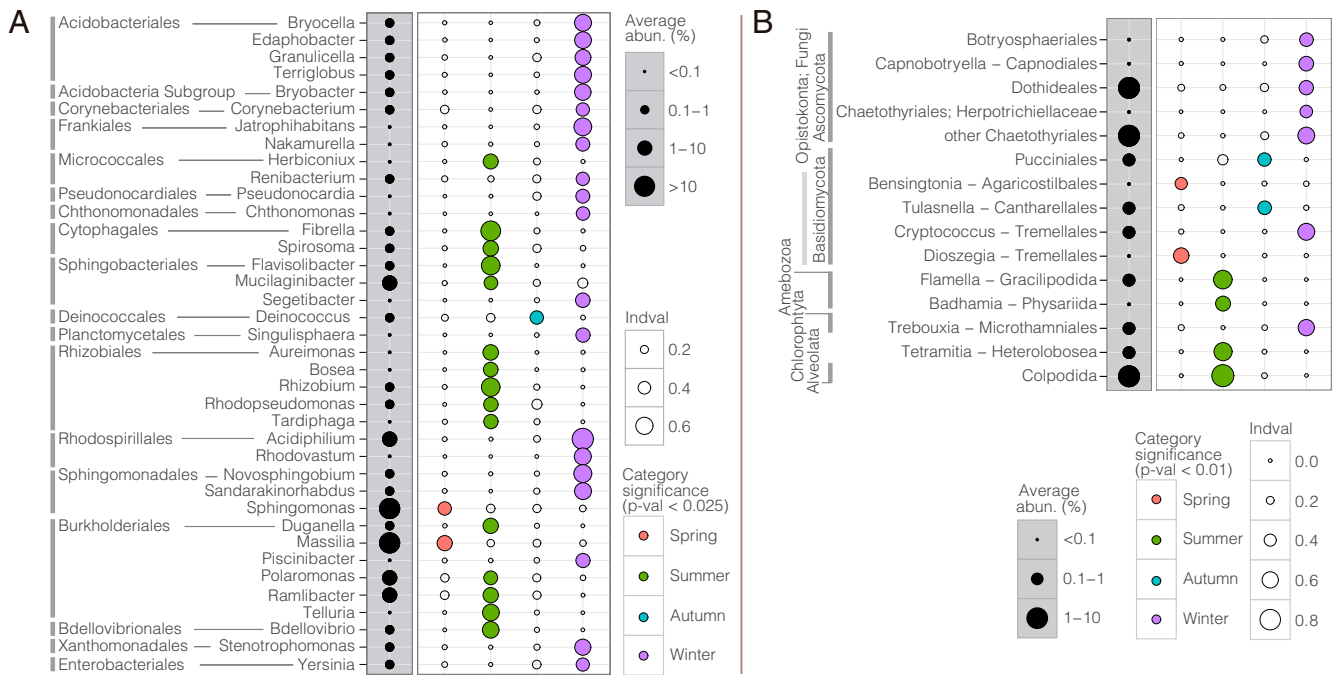 A
Acidobacteriales Bryocella
Edaphobacter
Granulicella
Terriglobus
Acidobacteria Subgroup Bryobacter
Corynebacteriales Corynebacterium
Frankiales Jatrophihabitans
Nakamurella
Micrococcales Herbiconiux
Renibacterium
Pseudonocardiales Pseudonocardia
Chthonomonadales Chthonomonas
Cytophagales Fibrella
Spirosoma
Sphingobacteriales Flavisolibacter
Mucilaginibacter
Segetibacter
Deinococcales Deinococcus
Planctomycetales Singulisphaera
Rhizobiales Aureimonas
Bosea
Rhizobium
Rhodopseudomonas
Tardiphaga
Rhodospirillales Acidiphilium
Rhodovastum
Sphingomonadales Novosphingobium
Sandarakinorhabdus
Sphingomonas
Burkholderiales Duganella
Massilia
Piscinibacter
Polaromonas
Ramlibacter
Telluria
Bdellovibrionales Bdellovibrio
Xanthomonadales Stenotrophomonas
Enterobacteriales Yersinia
Average
abun. (%)
<0.1
0.1–1
1–10
>10
Indval
0.2
0.4
0.6
Category
significance
(p-val < 0.025)
Spring
Summer
Autumn
Winter
B
Opistokonta; Fungi
Ascomycota
Basidiomycota
Amebozoa
Chlorophtyta
Alveolata
Botryosphaeriales
Capnobotryella – Capnodiales
Dothideales
Chaetothyriales; Herpotrichiellaceae
other Chaetothyriales
Pucciniales
Bensingtonia – Agaricostilbales
Tulasnella – Cantharellales
Cryptococcus – Tremellales
Dioszegia – Tremellales
Flamella – Gracilipodida
Badhamia – Physariida
Trebouxia – Microthamniales
Tetramitia – Heterolobosea
Colpodida
Average
abun. (%)
<0.1
0.1–1
1–10
Category
significance
(p-val < 0.01)
Spring
Summer
Autumn
Winter
Indval
0.0
0.2
0.4
0.6
0.8